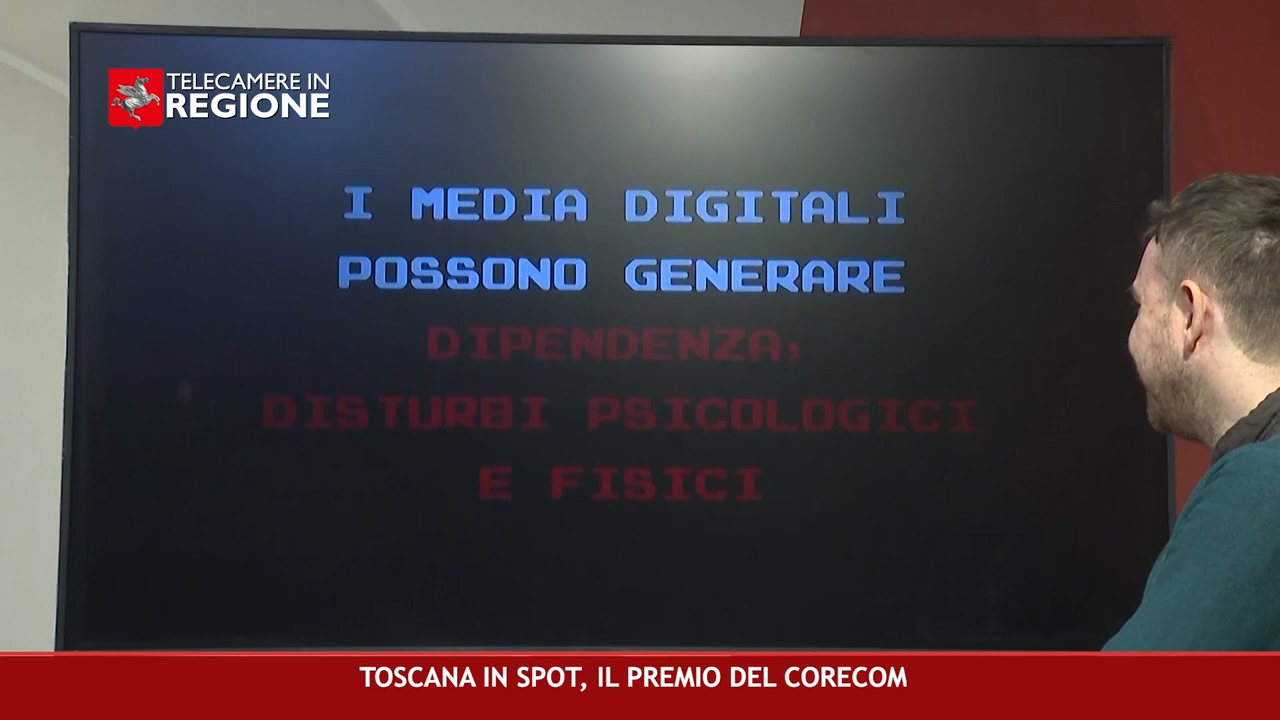 TELECAMERE IN
REGIONE
I MEDIA DIGITALI
POSSONO GENERARE
DIPENDENZA,
DISTURBI PSICOLOGICI
E FISICI
TOSCANA IN SPOT, IL PREMIO DEL CORECOM